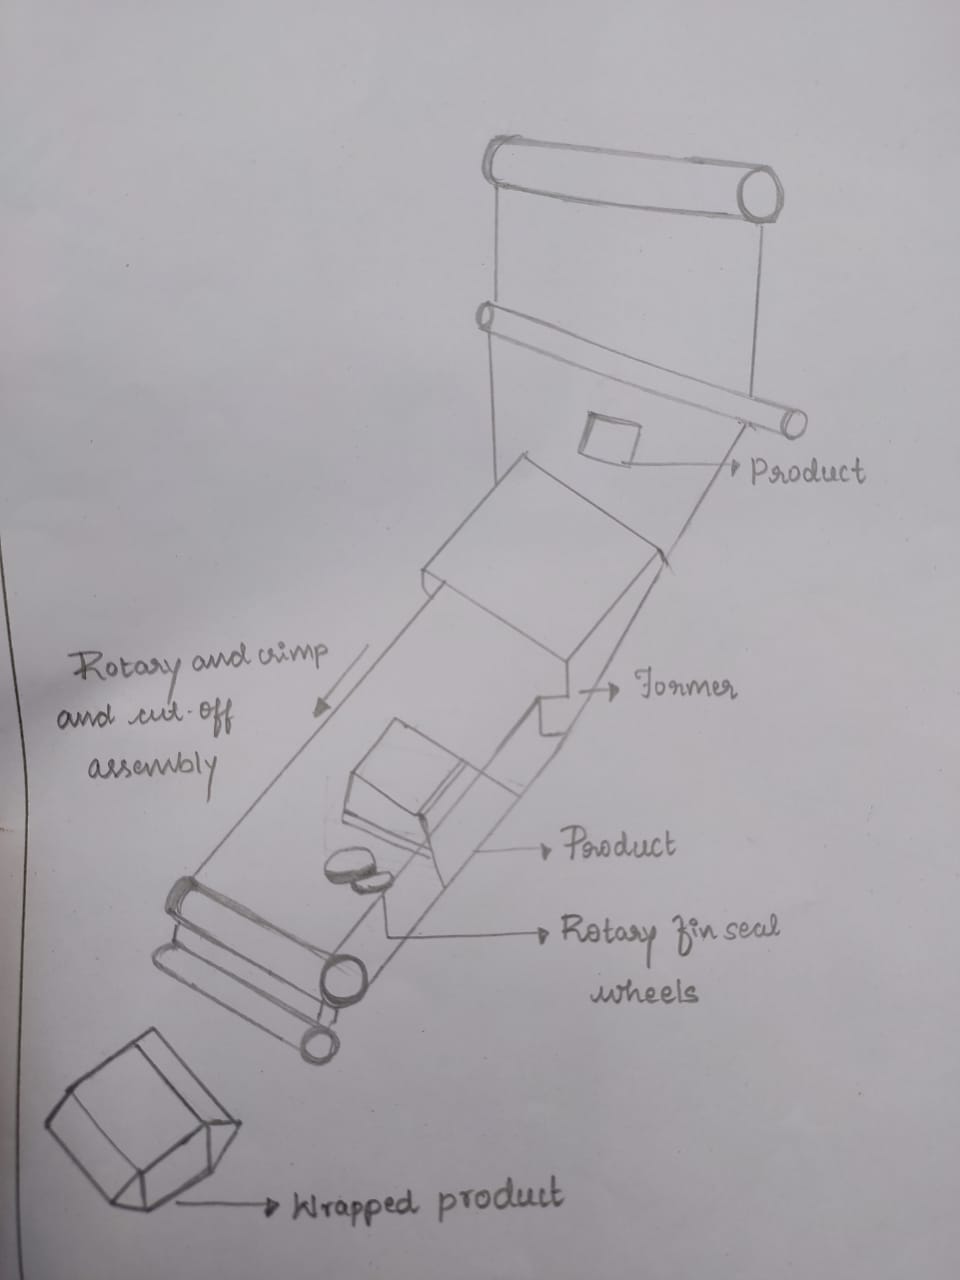 Product
Rotary and crimp
and cut-off
assembly
Former
Product
Rotary fin seal
wheels
Wrapped product